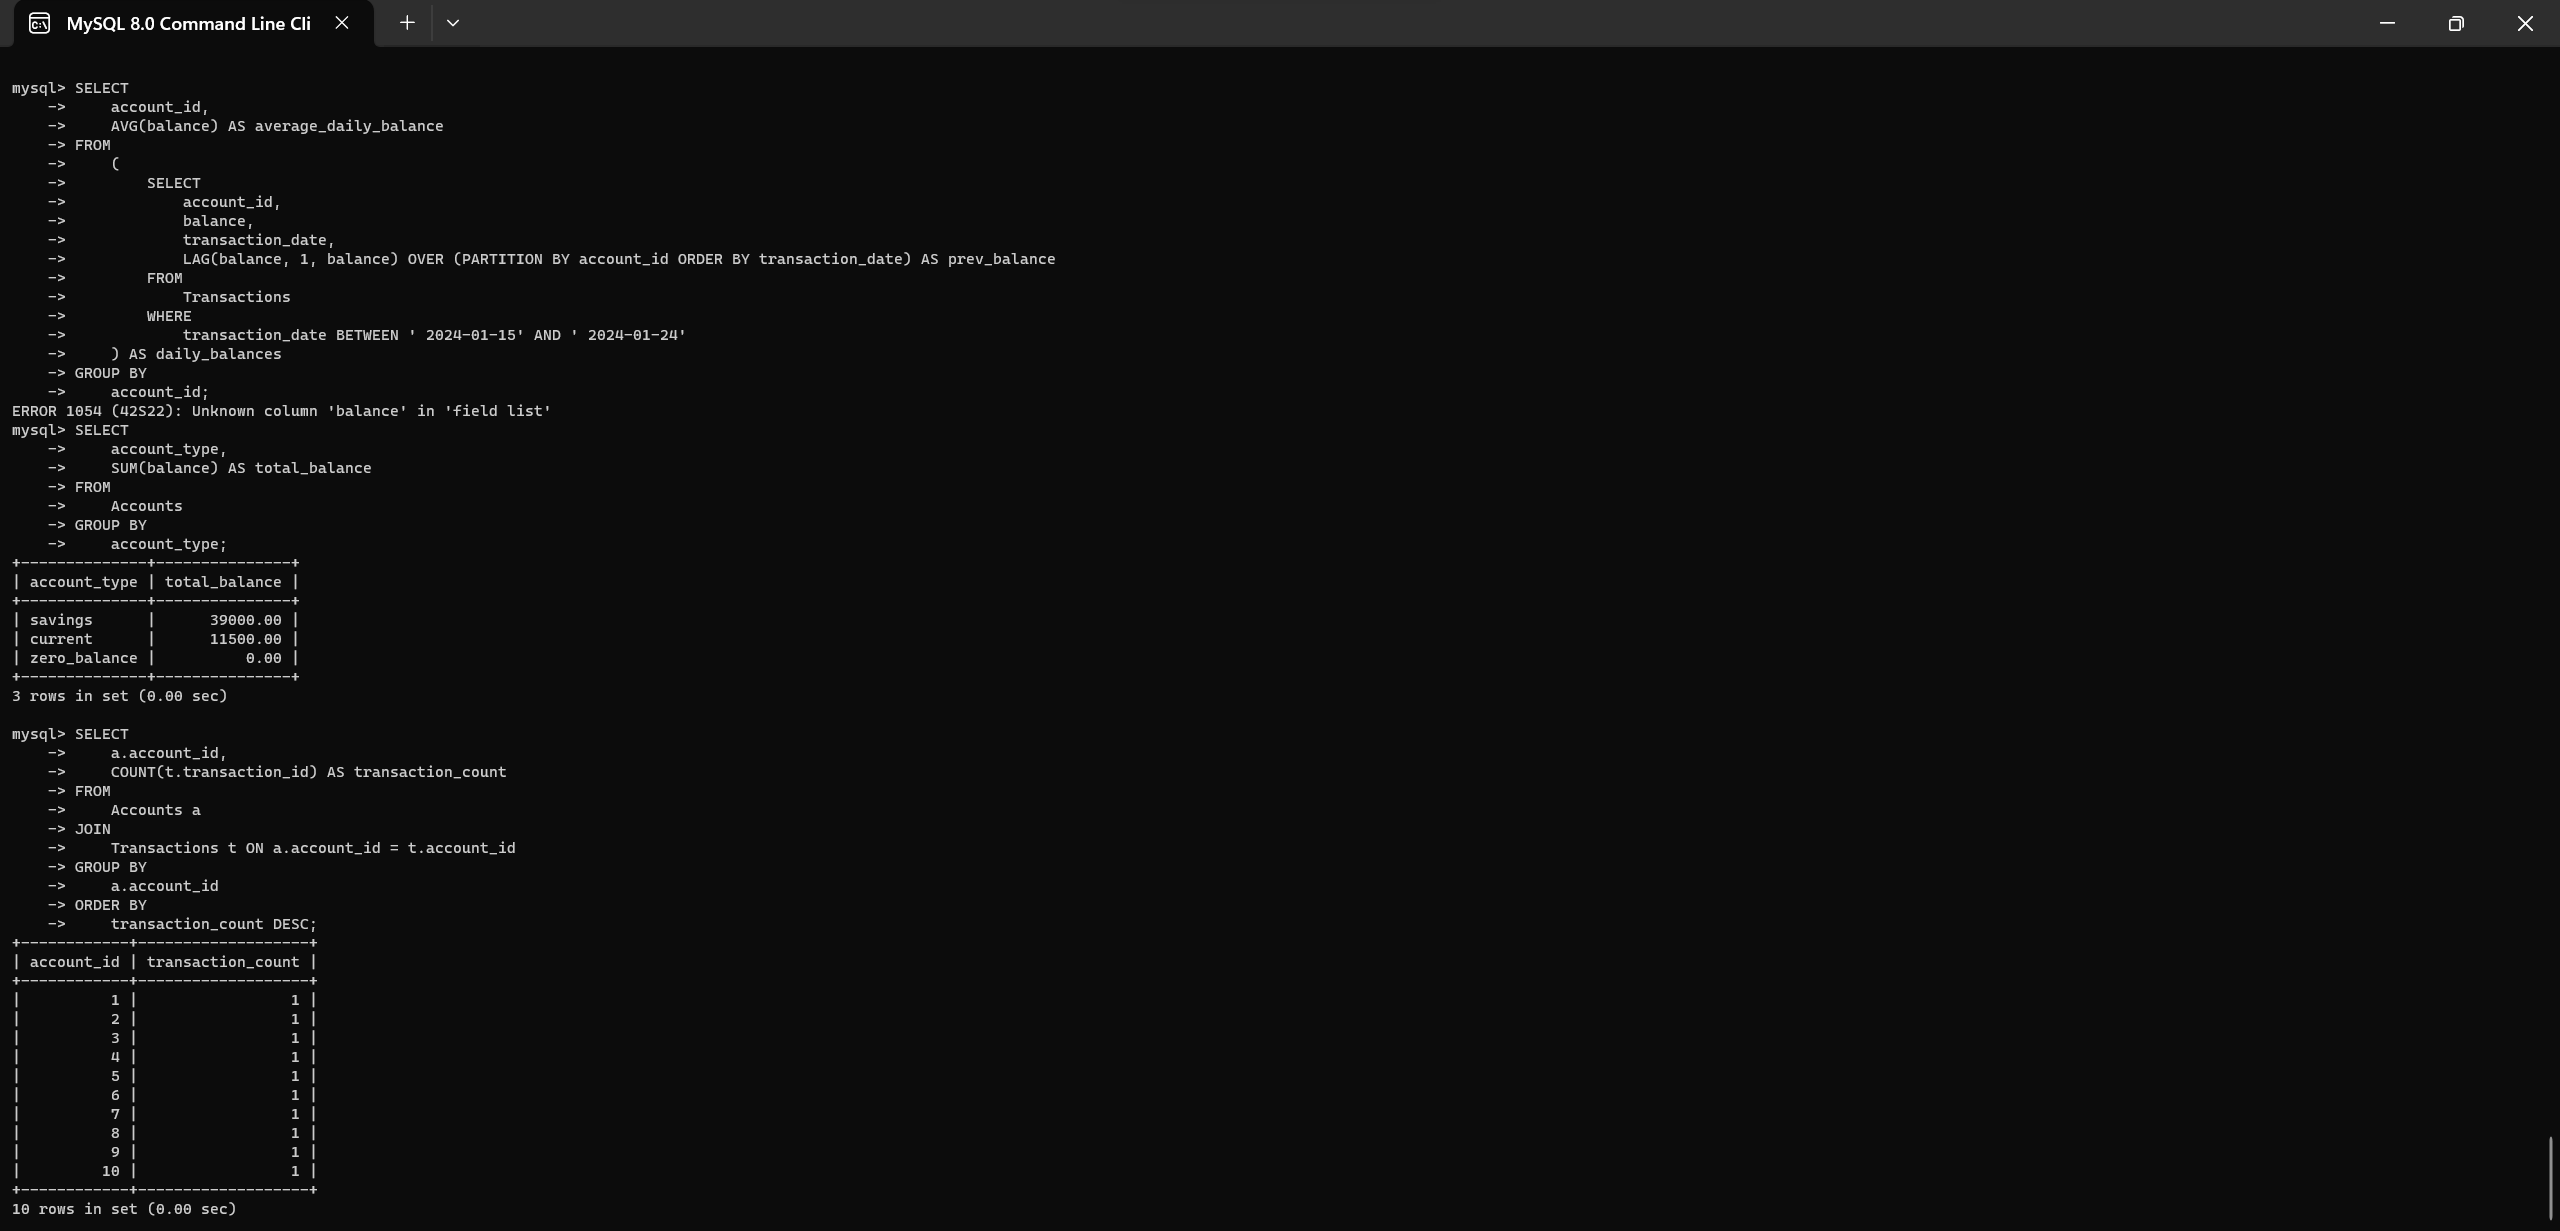 MySQL 8.0 Command Line Cli
mysql> SELECT
    ->     account_id,
    ->     AVG(balance) AS average_daily_balance
    -> FROM
    ->     (
    ->         SELECT
    ->             account_id,
    ->             balance,
    ->             transaction_date,
    ->             LAG(balance, 1, balance) OVER (PARTITION BY account_id ORDER BY transaction_date) AS prev_balance
    ->         FROM
    ->             Transactions
    ->         WHERE
    ->             transaction_date BETWEEN ' 2024-01-15' AND ' 2024-01-24'
    ->     ) AS daily_balances
    -> GROUP BY
    ->     account_id;
ERROR 1054 (42S22): Unknown column 'balance' in 'field list'
mysql> SELECT
    ->     account_type,
    ->     SUM(balance) AS total_balance
    -> FROM
    ->     Accounts
    -> GROUP BY
    ->     account_type;
+--------------+---------------+
| account_type | total_balance |
+--------------+---------------+
| savings      |      39000.00 |
| current      |      11500.00 |
| zero_balance |          0.00 |
+--------------+---------------+
3 rows in set (0.00 sec)
mysql> SELECT
    ->     a.account_id,
    ->     COUNT(t.transaction_id) AS transaction_count
    -> FROM
    ->     Accounts a
    -> JOIN
    ->     Transactions t ON a.account_id = t.account_id
    -> GROUP BY
    ->     a.account_id
    -> ORDER BY
    ->     transaction_count DESC;
+------------+-------------------+
| account_id | transaction_count |
+------------+-------------------+
|          1 |                 1 |
|          2 |                 1 |
|          3 |                 1 |
|          4 |                 1 |
|          5 |                 1 |
|          6 |                 1 |
|          7 |                 1 |
|          8 |                 1 |
|          9 |                 1 |
|         10 |                 1 |
+------------+-------------------+
10 rows in set (0.00 sec)